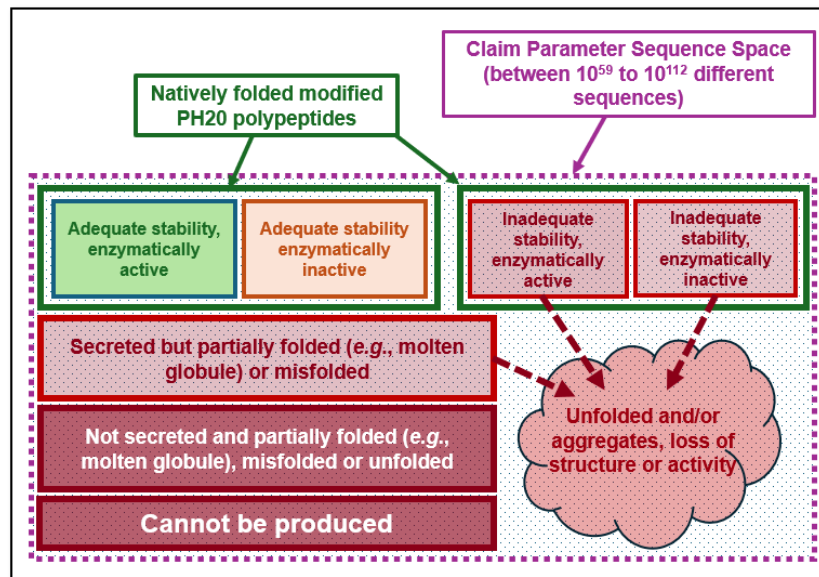 Claim Parameter Sequence Space
(between 10⁵⁹ to 10¹¹² different
sequences)
Natively folded modified
PH20 polypeptides
Adequate stability,
enzymatically
active
Adequate stability
enzymatically
inactive
Inadequate
stability,
enzymatically
active
Inadequate
stability,
enzymatically
inactive
Secreted but partially folded (e.g., molten
globule) or misfolded
Not secreted and partially folded (e.g.,
molten globule), misfolded or unfolded
Cannot be produced
Unfolded and/or
aggregates, loss of
structure or activity